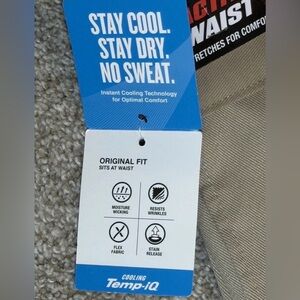 STAY COOL.
STAY DRY.
NO SWEAT.
Instant Cooling Technology
for Optimal Comfort
WAIST
RETCHES FOR COMFO
ORIGINAL FIT
SITS AT WAIST
MOISTURE
WICKING
RESISTS
WRINKLES
FLEX
FABRIC
STAIN
RELEASE
COOLING
Temp-iQ